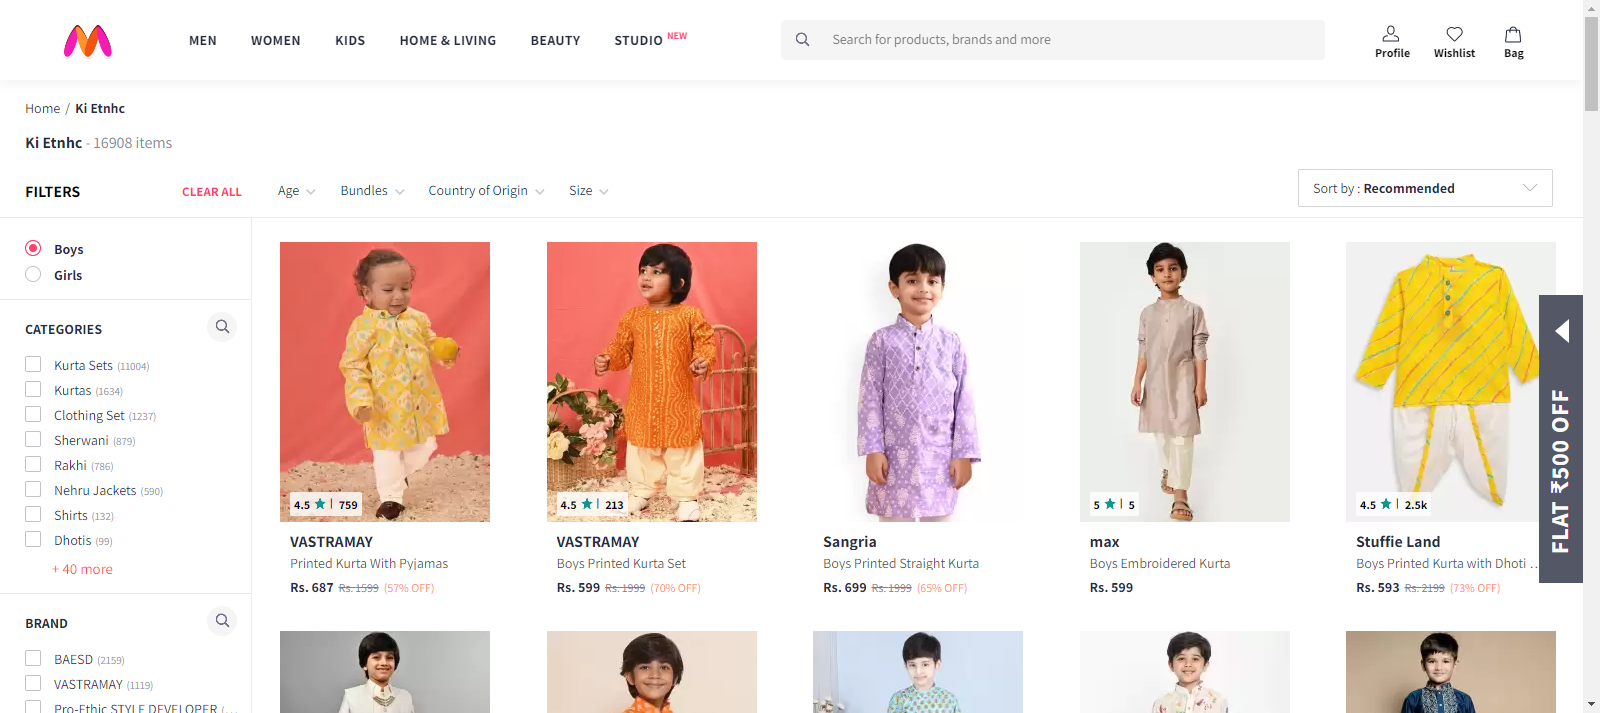 MEN
WOMEN
KIDS
HOME & LIVING
BEAUTY
STUDIO NEW
Search for products, brands and more
Profile
Wishlist
Bag
Home / Ki Etnhc
Ki Etnhc - 16908 items
FILTERS
CLEAR ALL
Age
Bundles
Country of Origin
Size
Sort by : Recommended
Boys
Girls
CATEGORIES
Kurta Sets (11004)
Kurtas (1634)
Clothing Set (1237)
Sherwani (879)
Rakhi (786)
Nehru Jackets (590)
Shirts (132)
Dhotis (99)
+ 40 more
BRAND
BAESD (2159)
VASTRAMAY (1119)
Pro-Ethic STYLE DEVELOPER (...
4.5 ★ | 759
VASTRAMAY
Printed Kurta With Pyjamas
Rs. 687 Rs. 1599 (57% OFF)
4.5 ★ | 213
VASTRAMAY
Boys Printed Kurta Set
Rs. 599 Rs. 1999 (70% OFF)
Sangria
Boys Printed Straight Kurta
Rs. 699 Rs. 1999 (65% OFF)
5 ★ | 5
max
Boys Embroidered Kurta
Rs. 599
4.5 ★ | 2.5k
Stuffie Land
Boys Printed Kurta with Dhoti ...
Rs. 593 Rs. 2199 (73% OFF)
FLAT ₹500 OFF